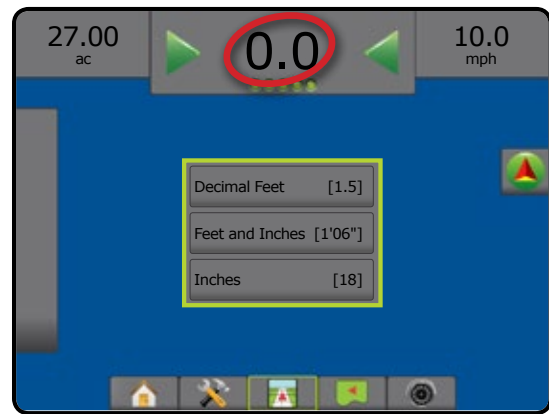 27.00
ac
0.0
10.0
mph
Decimal Feet [1.5]
Feet and Inches [1'06"]
Inches [18]